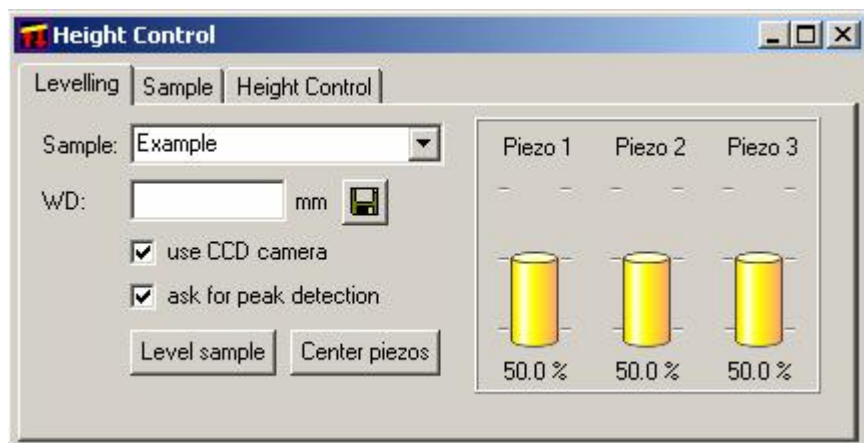 Height Control
Levelling Sample Height Control
Sample: Example
WD: mm
use CCD camera
ask for peak detection
Level sample Center piezos
Piezo 1 Piezo 2 Piezo 3
50.0 % 50.0 % 50.0 %